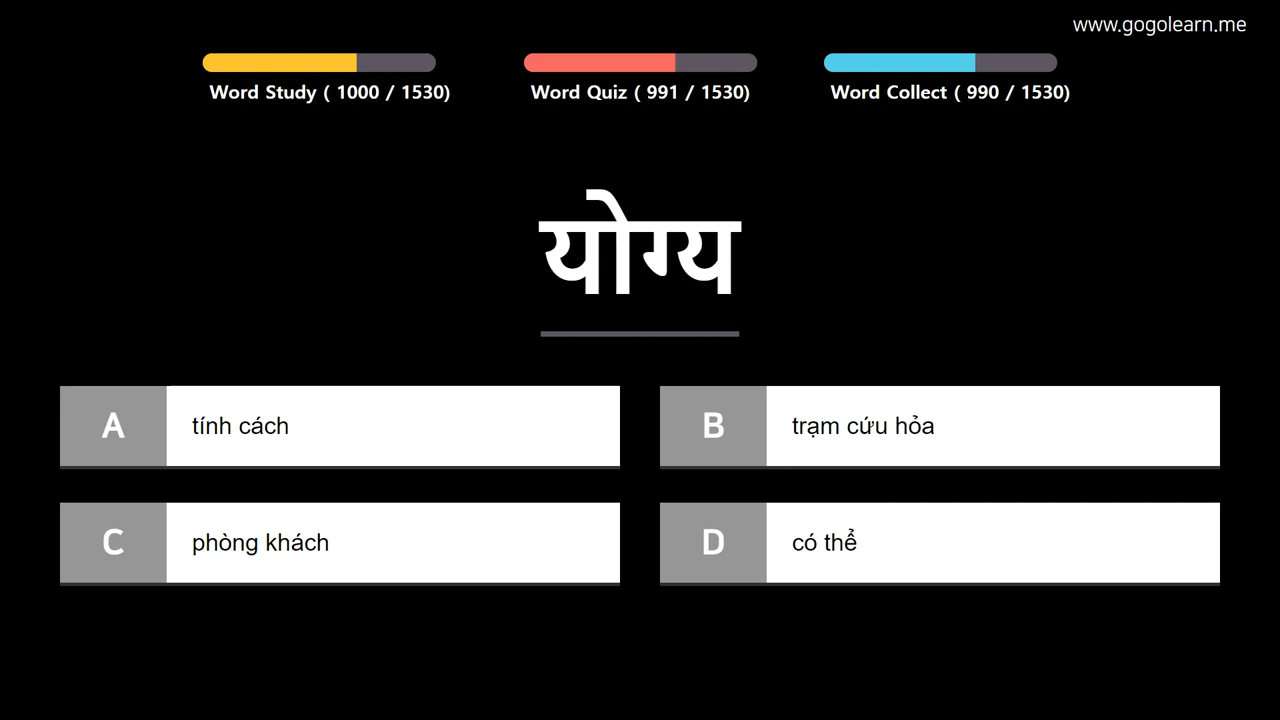 www.gogolearn.me
Word Study ( 1000 / 1530)
Word Quiz ( 991 / 1530)
Word Collect ( 990 / 1530)
योग्य
A
tính cách
B
trạm cứu hỏa
C
phòng khách
D
có thể